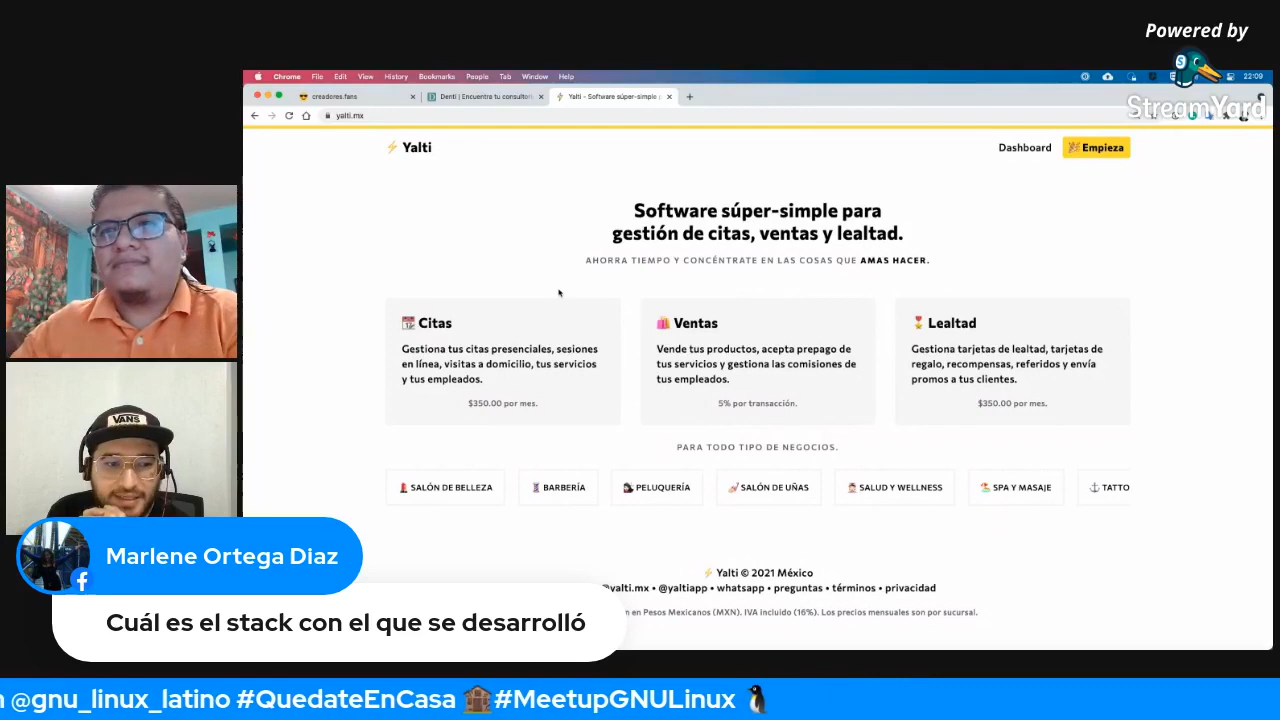 Powered by
StreamYard
Chrome File Edit View History Bookmarks People Tab Window Help
22:09
creadores.fans
Denti | Encuentra tu consultor
Yalti - Software súper-simple
yalti.mx
⚡ Yalti
Dashboard
Empieza
Software súper-simple para
gestión de citas, ventas y lealtad.
AHORRA TIEMPO Y CONCÉNTRATE EN LAS COSAS QUE AMAS HACER.
Citas
Gestiona tus citas presenciales, sesiones
en línea, visitas a domicilio, tus servicios
y tus empleados.
$350.00 por mes.
Ventas
Vende tus productos, acepta prepago de
tus servicios y gestiona las comisiones de
tus empleados.
5% por transacción.
Lealtad
Gestiona tarjetas de lealtad, tarjetas de
regalo, recompensas, referidos y envía
promos a tus clientes.
$350.00 por mes.
PARA TODO TIPO DE NEGOCIOS.
SALÓN DE BELLEZA
BARBERÍA
PELUQUERÍA
SALÓN DE UÑAS
SALUD Y WELLNESS
SPA Y MASAJE
TATTO
VANS
⚡ Yalti © 2021 México
@yalti.mx • @yaltiapp • whatsapp • preguntas • términos • privacidad
en Pesos Mexicanos (MXN). IVA incluido (16%). Los precios mensuales son por sucursal.
Marlene Ortega Diaz
Cuál es el stack con el que se desarrolló
@gnu_linux_latino #QuedateEnCasa 🏚️#MeetupGNULinux 🐧